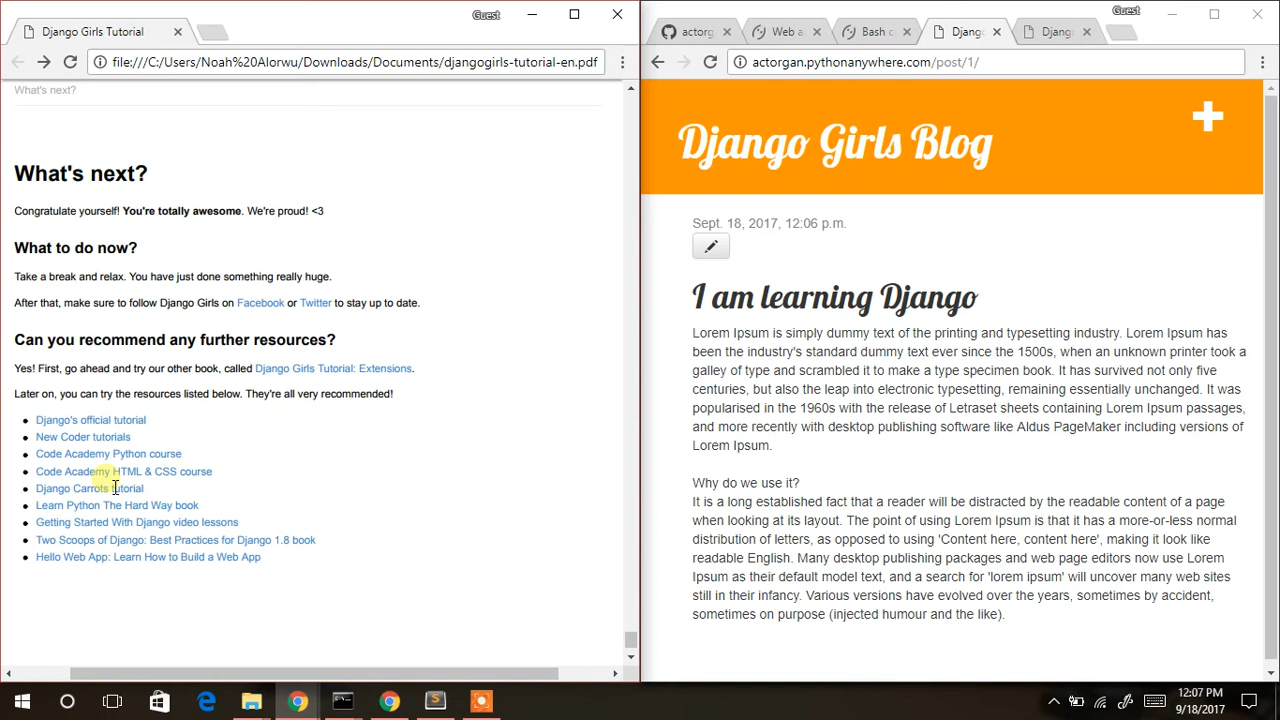 Guest
Django Girls Tutorial
file:///C:/Users/Noah%20Alorwu/Downloads/Documents/djangogirls-tutorial-en.pdf
What's next?
What's next?
Congratulate yourself! You're totally awesome. We're proud! <3
What to do now?
Take a break and relax. You have just done something really huge.
After that, make sure to follow Django Girls on Facebook or Twitter to stay up to date.
Can you recommend any further resources?
Yes! First, go ahead and try our other book, called Django Girls Tutorial: Extensions.
Later on, you can try the resources listed below. They're all very recommended!
Django's official tutorial
New Coder tutorials
Code Academy Python course
Code Academy HTML & CSS course
Django Carrots tutorial
Learn Python The Hard Way book
Getting Started With Django video lessons
Two Scoops of Django: Best Practices for Django 1.8 book
Hello Web App: Learn How to Build a Web App
Guest
actorg
Web a
Bash c
Djang
Djang
actorgan.pythonanywhere.com/post/1/
Django Girls Blog
Sept. 18, 2017, 12:06 p.m.
I am learning Django
Lorem Ipsum is simply dummy text of the printing and typesetting industry. Lorem Ipsum has
been the industry's standard dummy text ever since the 1500s, when an unknown printer took a
galley of type and scrambled it to make a type specimen book. It has survived not only five
centuries, but also the leap into electronic typesetting, remaining essentially unchanged. It was
popularised in the 1960s with the release of Letraset sheets containing Lorem Ipsum passages,
and more recently with desktop publishing software like Aldus PageMaker including versions of
Lorem Ipsum.
Why do we use it?
It is a long established fact that a reader will be distracted by the readable content of a page
when looking at its layout. The point of using Lorem Ipsum is that it has a more-or-less normal
distribution of letters, as opposed to using 'Content here, content here', making it look like
readable English. Many desktop publishing packages and web page editors now use Lorem
Ipsum as their default model text, and a search for 'lorem ipsum' will uncover many web sites
still in their infancy. Various versions have evolved over the years, sometimes by accident,
sometimes on purpose (injected humour and the like).
12:07 PM
9/18/2017